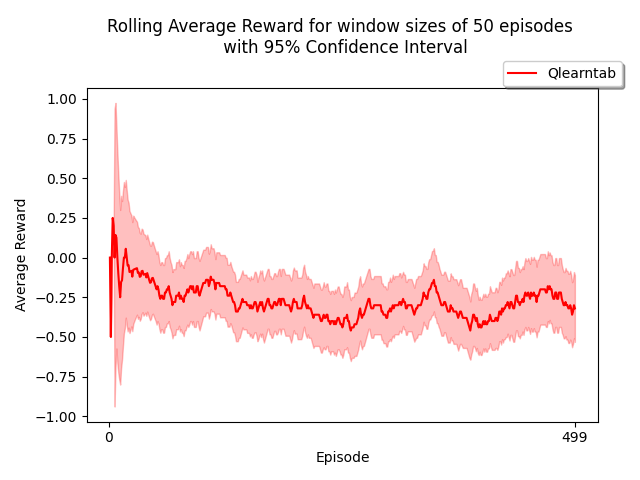 Rolling Average Reward for window sizes of 50 episodes
with 95% Confidence Interval
Qlearntab
1.00
0.75
0.50
0.25
0.00
−0.25
−0.50
−0.75
−1.00
Average Reward
0
499
Episode